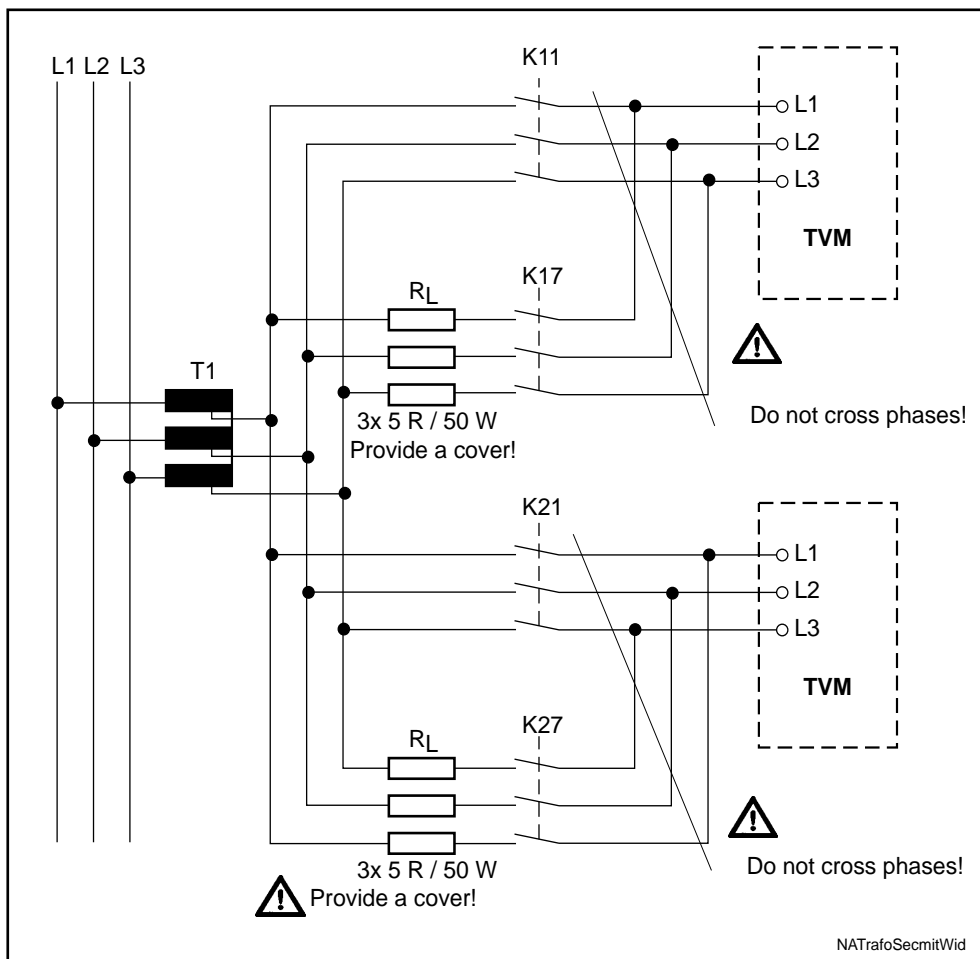 L1 L2 L3
K11
L1
L2
L3
TVM
K17
RL
T1
3x 5 R / 50 W
Provide a cover!
Do not cross phases!
K21
L1
L2
L3
TVM
K27
RL
3x 5 R / 50 W
Provide a cover!
Do not cross phases!
NATrafoSecmitWid